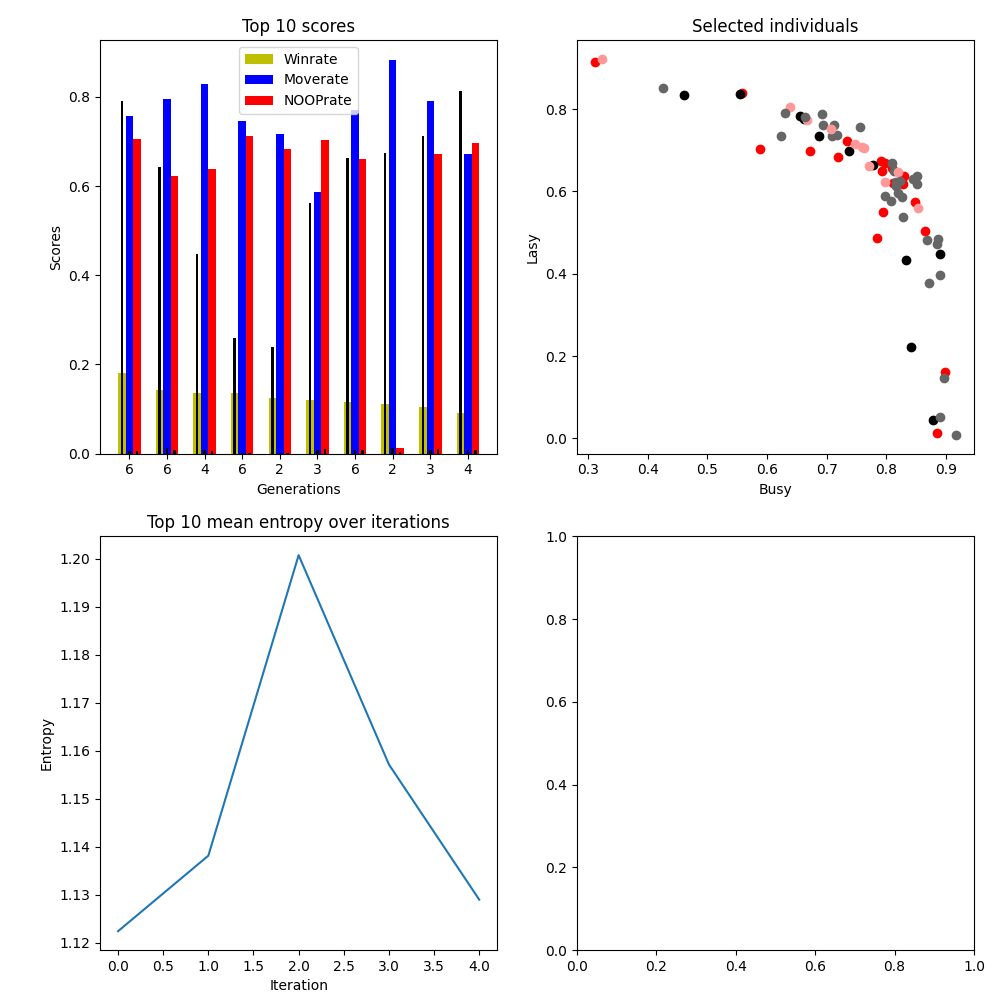 Top 10 scores
Winrate
Moverate
NOOPrate
Scores
0.8
0.6
0.4
0.2
0.0
6 6 4 6 2 3 6 2 3 4
Generations
Selected individuals
Lasy
0.8
0.6
0.4
0.2
0.0
0.3 0.4 0.5 0.6 0.7 0.8 0.9
Busy
Top 10 mean entropy over iterations
Entropy
1.20
1.19
1.18
1.17
1.16
1.15
1.14
1.13
1.12
0.0 0.5 1.0 1.5 2.0 2.5 3.0 3.5 4.0
Iteration
1.0
0.8
0.6
0.4
0.2
0.0
0.0 0.2 0.4 0.6 0.8 1.0